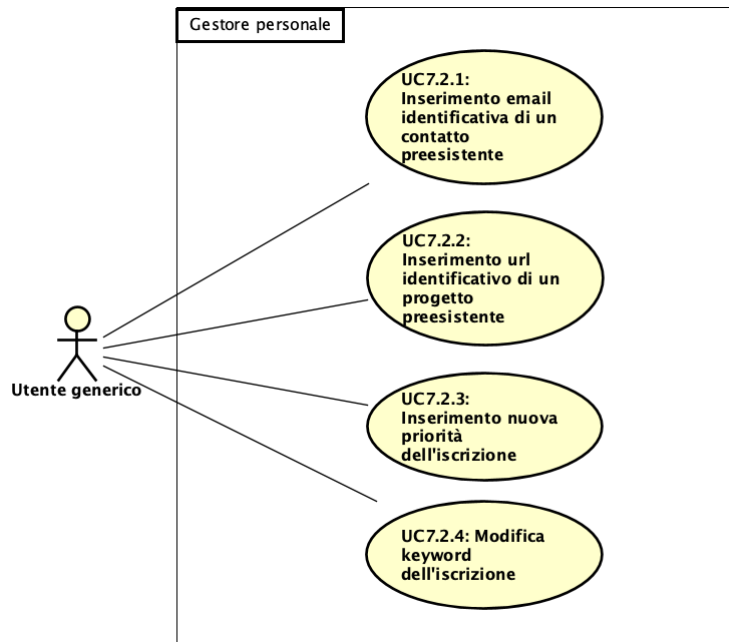 Gestore personale
UC7.2.1:
Inserimento email
identificativa di un
contatto
preesistente
UC7.2.2:
Inserimento url
identificativo di un
progetto
preesistente
Utente generico
UC7.2.3:
Inserimento nuova
priorità
dell'iscrizione
UC7.2.4: Modifica
keyword
dell'iscrizione